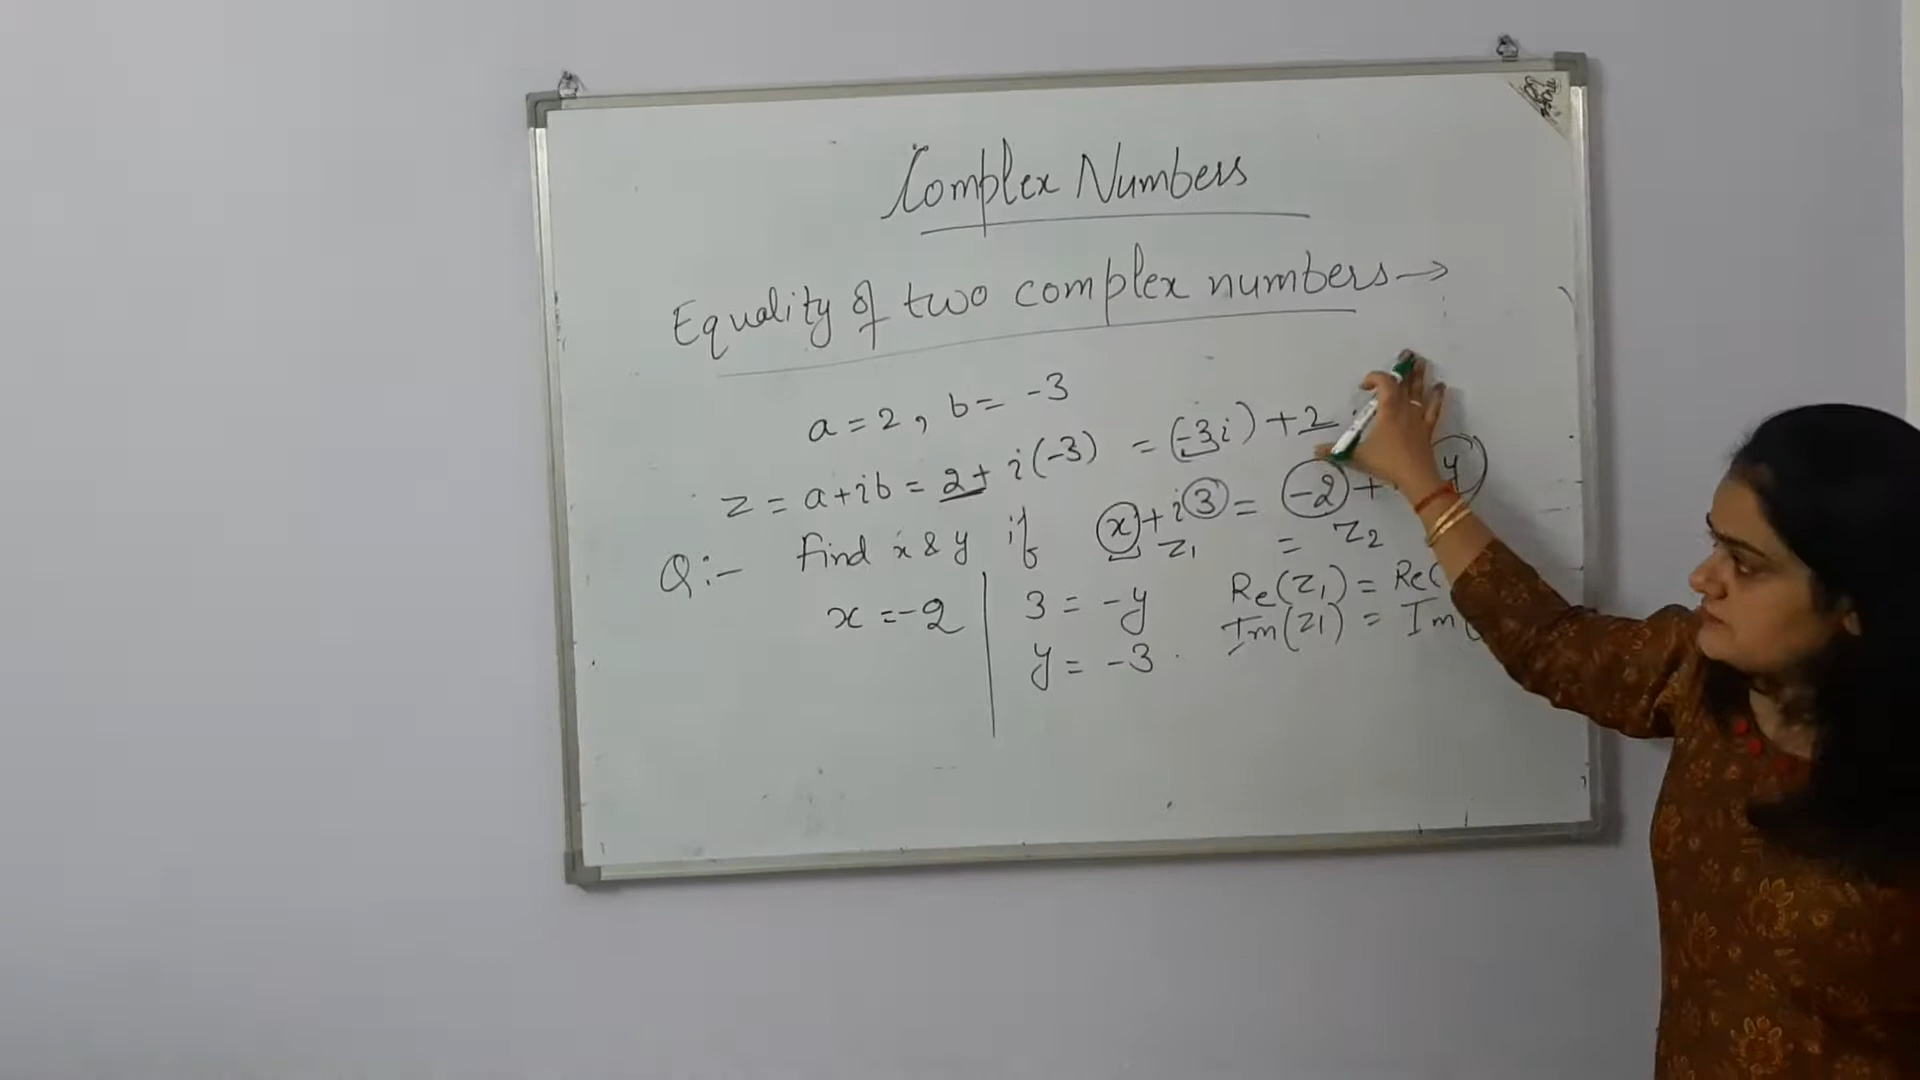 Complex Numbers
Equality of two complex numbers →
a = 2, b = -3
z = a+ib = 2+ i(-3) = (-3i) +2
Q:- Find x & y if x + i3 = -2 + y
z1 = z2
x = -2
3 = -y
y = -3.
Re(z1) = Re(
Im(z1) = Im(